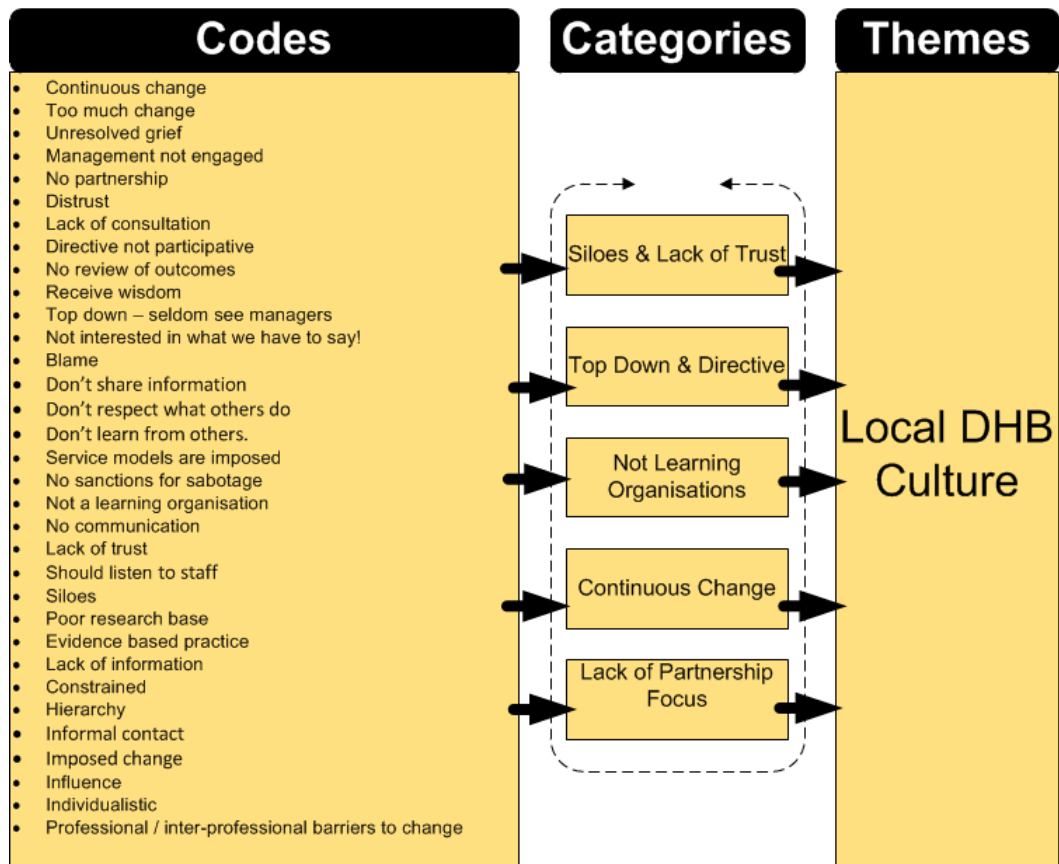 Codes
Categories
Themes
Continuous change
Too much change
Unresolved grief
Management not engaged
No partnership
Distrust
Lack of consultation
Directive not participative
No review of outcomes
Receive wisdom
Top down – seldom see managers
Not interested in what we have to say!
Blame
Don't share information
Don't respect what others do
Don't learn from others.
Service models are imposed
No sanctions for sabotage
Not a learning organisation
No communication
Lack of trust
Should listen to staff
Siloes
Poor research base
Evidence based practice
Lack of information
Constrained
Hierarchy
Informal contact
Imposed change
Influence
Individualistic
Professional / inter-professional barriers to change
Siloes & Lack of Trust
Top Down & Directive
Not Learning
Organisations
Continuous Change
Lack of Partnership
Focus
Local DHB
Culture